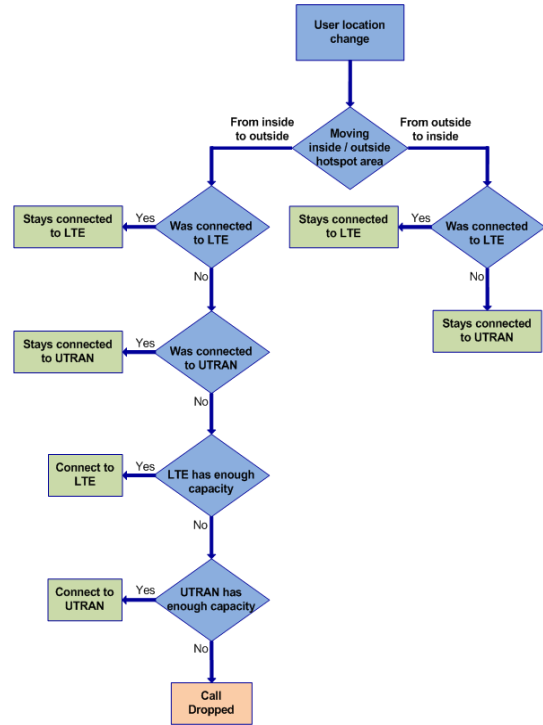 User location
change
From inside
to outside
From outside
to inside
Moving
inside / outside
hotspot area
Stays connected
to LTE
Yes
Was connected
to LTE
Stays connected
to LTE
Yes
Was connected
to LTE
No
No
Stays connected
to UTRAN
Stays connected
to UTRAN
Yes
Was connected
to UTRAN
No
Connect to
LTE
Yes
LTE has enough
capacity
No
Connect to
UTRAN
Yes
UTRAN has
enough capacity
No
Call
Dropped